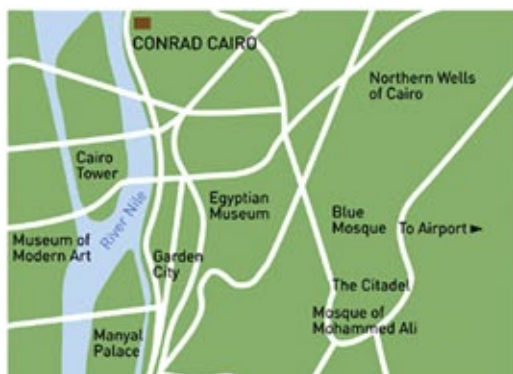 CONRAD CAIRO
Northern Wells
of Cairo
Cairo
Tower
River Nile
Egyptian
Museum
Blue
Mosque
To Airport ►
Museum of
Modern Art
Garden
City
The Citadel
Mosque of
Mohammed Ali
Manyal
Palace